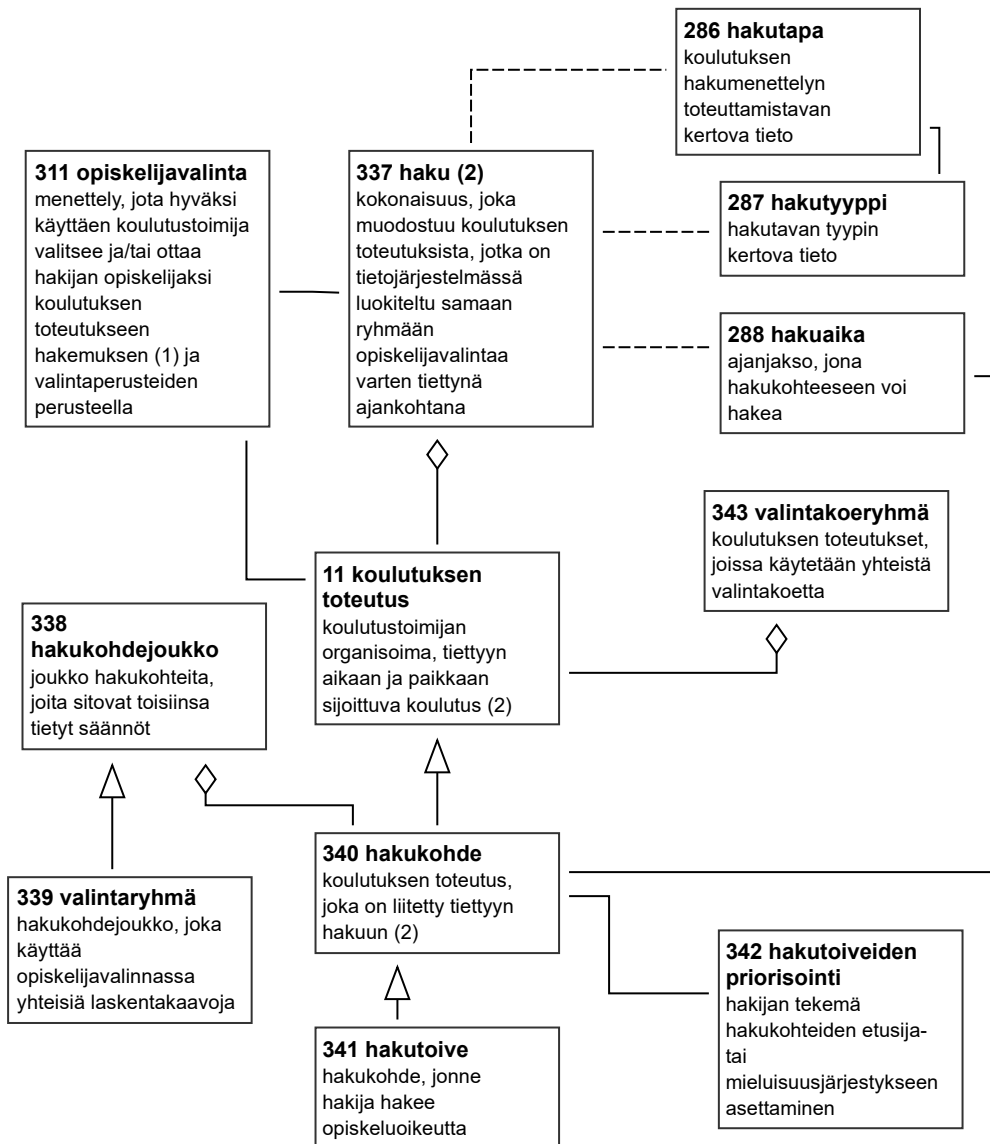 286 hakutapa
koulutuksen
hakumenettelyn
toteuttamistavan
kertova tieto
311 opiskelijavalinta
menettely, jota hyväksi
käyttäen koulutustoimija
valitsee ja/tai ottaa
hakijan opiskelijaksi
koulutuksen
toteutukseen
hakemuksen (1) ja
valintaperusteiden
perusteella
337 haku (2)
kokonaisuus, joka
muodostuu koulutuksen
toteutuksista, jotka on
tietojärjestelmässä
luokiteltu samaan
ryhmään
opiskelijavalintaa
varten tiettynä
ajankohtana
287 hakutyyppi
hakutavan tyypin
kertova tieto
288 hakuaika
ajanjakso, jona
hakukohteeseen voi
hakea
343 valintakoeryhmä
koulutuksen toteutukset,
joissa käytetään yhteistä
valintakoetta
11 koulutuksen
toteutus
koulutustoimijan
organisoima, tiettyyn
aikaan ja paikkaan
sijoittuva koulutus (2)
338
hakukohdejoukko
joukko hakukohteita,
joita sitovat toisiinsa
tietyt säännöt
340 hakukohde
koulutuksen toteutus,
joka on liitetty tiettyyn
hakuun (2)
339 valintaryhmä
hakukohdejoukko, joka
käyttää
opiskelijavalinnassa
yhteisiä laskentakaavoja
342 hakutoiveiden
priorisointi
hakijan tekemä
hakukohteiden etusija-
tai
mieluisuusjärjestykseen
asettaminen
341 hakutoive
hakukohde, jonne
hakija hakee
opiskeluoikeutta